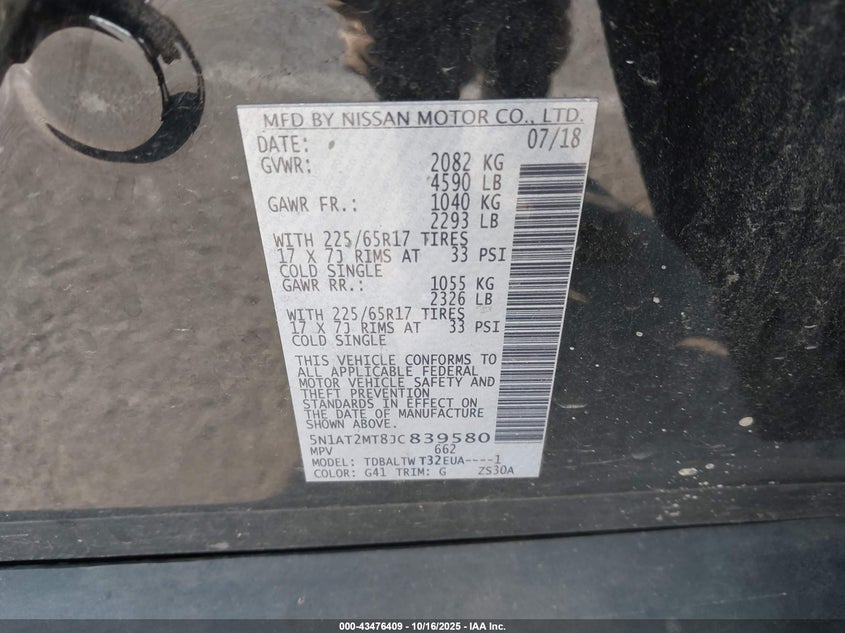 MFD BY NISSAN MOTOR CO., LTD.
DATE: 07/18
GVWR: 2082 KG
4590 LB
GAWR FR.: 1040 KG
2293 LB
WITH 225/65R17 TIRES
17 X 7J RIMS AT 33 PSI
COLD SINGLE
GAWR RR.: 1055 KG
2326 LB
WITH 225/65R17 TIRES
17 X 7J RIMS AT 33 PSI
COLD SINGLE
THIS VEHICLE CONFORMS TO
ALL APPLICABLE FEDERAL
MOTOR VEHICLE SAFETY AND
THEFT PREVENTION
STANDARDS IN EFFECT ON
THE DATE OF MANUFACTURE
SHOWN ABOVE.
5N1AT2MT8JC839580
MPV 662
MODEL: TDBALTW T32EUA----1
COLOR: G41 TRIM: G ZS30A
000-43476409 - 10/16/2025 - IAA Inc.